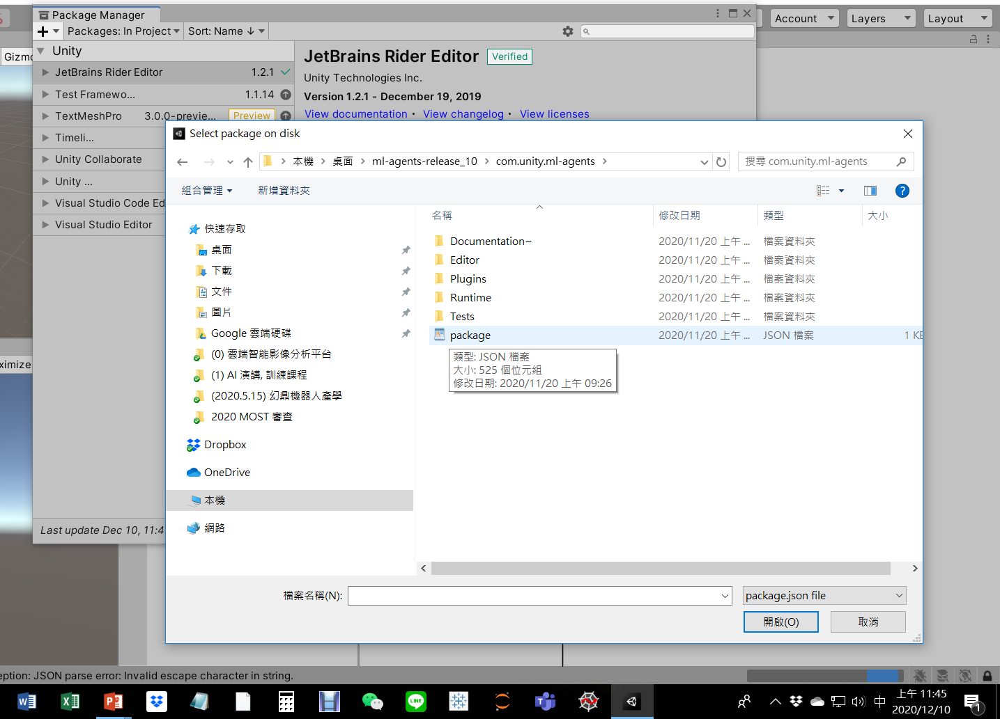 Package Manager
Account
Layers
Layout
Packages: In Project
Sort: Name ↓
Gizmo
Unity
JetBrains Rider Editor 1.2.1
Test Framewo... 1.1.14
TextMeshPro 3.0.0-previe... Preview
Timeli...
Unity Collaborate
Unity ...
Visual Studio Code Ed
Visual Studio Editor
Last update Dec 10, 11:4
JetBrains Rider Editor Verified
Unity Technologies Inc.
Version 1.2.1 - December 19, 2019
View documentation • View changelog • View licenses
Select package on disk
本機 > 桌面 > ml-agents-release_10 > com.unity.ml-agents >
搜尋 com.unity.ml-agents
組合管理
新增資料夾
快速存取
桌面
下載
文件
圖片
Google 雲端硬碟
(0) 雲端智能影像分析平台
(1) AI 演講, 訓練課程
(2020.5.15) 幻鼎機器人產學
2020 MOST 審查
Dropbox
OneDrive
本機
網路
名稱 修改日期 類型 大小
Documentation~ 2020/11/20 上午 ... 檔案資料夾
Editor 2020/11/20 上午 ... 檔案資料夾
Plugins 2020/11/20 上午 ... 檔案資料夾
Runtime 2020/11/20 上午 ... 檔案資料夾
Tests 2020/11/20 上午 ... 檔案資料夾
package 2020/11/20 上午 ... JSON 檔案 1 KE
類型: JSON 檔案
大小: 525 個位元組
修改日期: 2020/11/20 上午 09:26
檔案名稱(N):
package.json file
開啟(O)
取消
ximize
eption: JSON parse error: Invalid escape character in string.
中
上午 11:45
2020/12/10
1